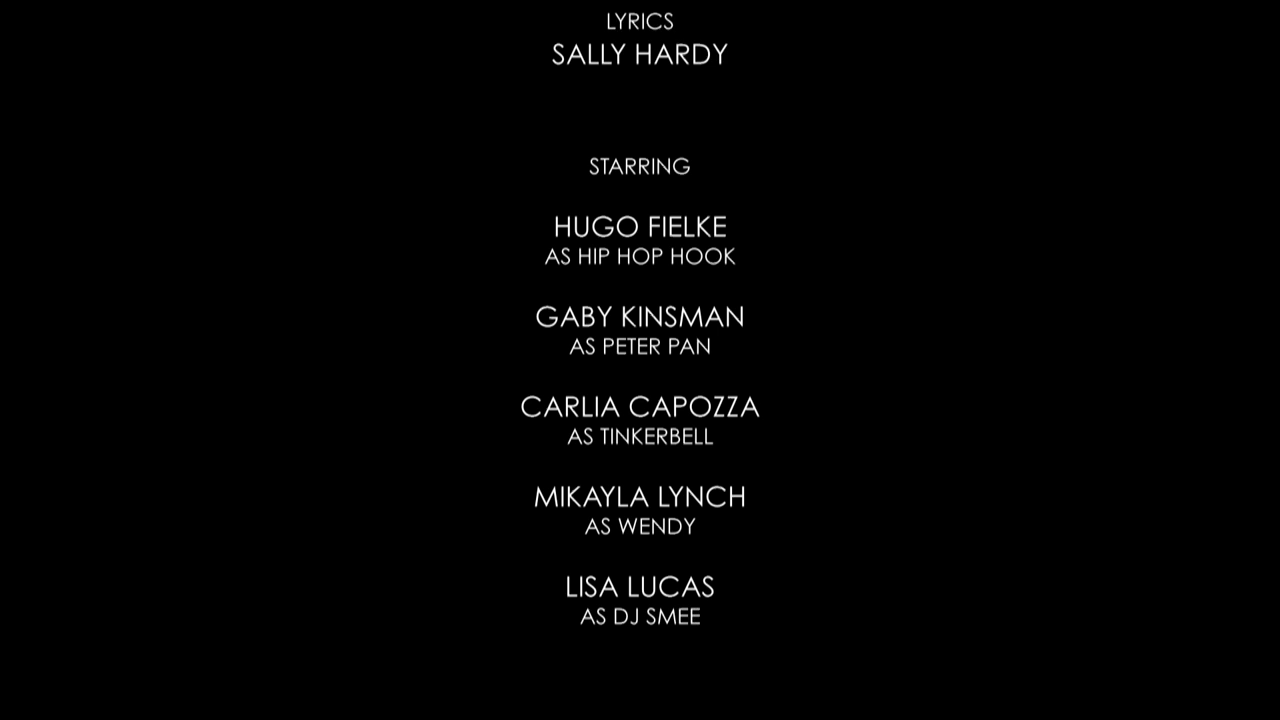 LYRICS
SALLY HARDY
STARRING
HUGO FIELKE
AS HIP HOP HOOK
GABY KINSMAN
AS PETER PAN
CARLIA CAPOZZA
AS TINKERBELL
MIKAYLA LYNCH
AS WENDY
LISA LUCAS
AS DJ SMEE